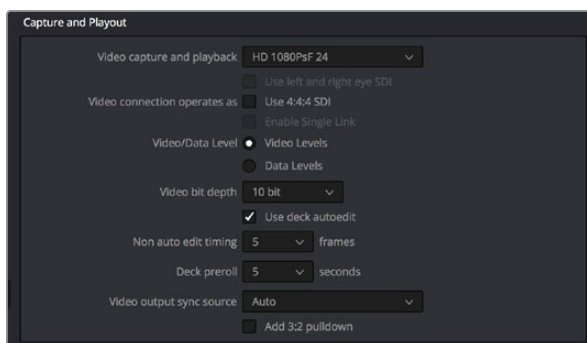 Capture and Playout
Video capture and playback HD 1080PsF 24
Use left and right eye SDI
Video connection operates as Use 4:4:4 SDI
Enable Single Link
Video/Data Level Video Levels
Data Levels
Video bit depth 10 bit
Use deck autoedit
Non auto edit timing 5 frames
Deck preroll 5 seconds
Video output sync source Auto
Add 3:2 pulldown